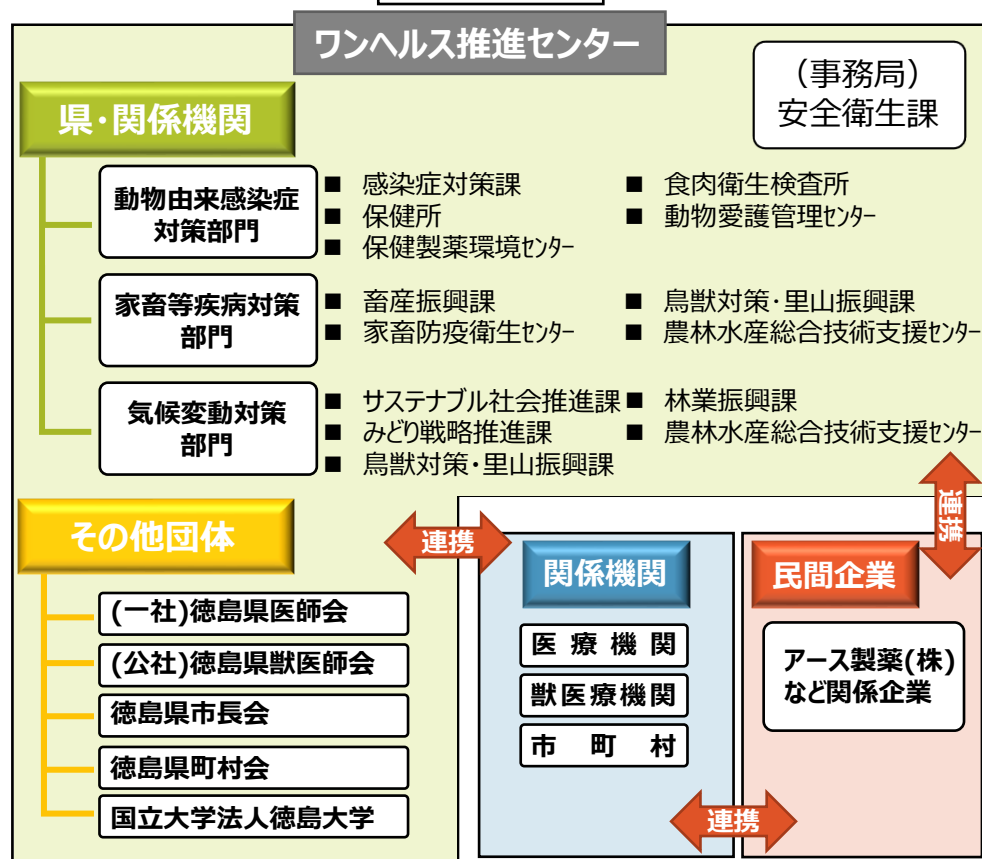 ワンヘルス推進センター
（事務局）
安全衛生課
県・関係機関
動物由来感染症
対策部門
■ 感染症対策課
■ 保健所
■ 保健製薬環境ｾﾝﾀｰ
■ 食肉衛生検査所
■ 動物愛護管理ｾﾝﾀｰ
家畜等疾病対策
部門
■ 畜産振興課
■ 家畜防疫衛生ｾﾝﾀｰ
■ 鳥獣対策・里山振興課
■ 農林水産総合技術支援ｾﾝﾀｰ
気候変動対策
部門
■ サステナブル社会推進課
■ みどり戦略推進課
■ 鳥獣対策・里山振興課
■ 林業振興課
■ 農林水産総合技術支援ｾﾝﾀｰ
その他団体
(一社)徳島県医師会
(公社)徳島県獣医師会
徳島県市長会
徳島県町村会
国立大学法人徳島大学
連携
連携
関係機関
医療機関
獣医療機関
市町村
民間企業
アース製薬(株)
など関係企業
連携